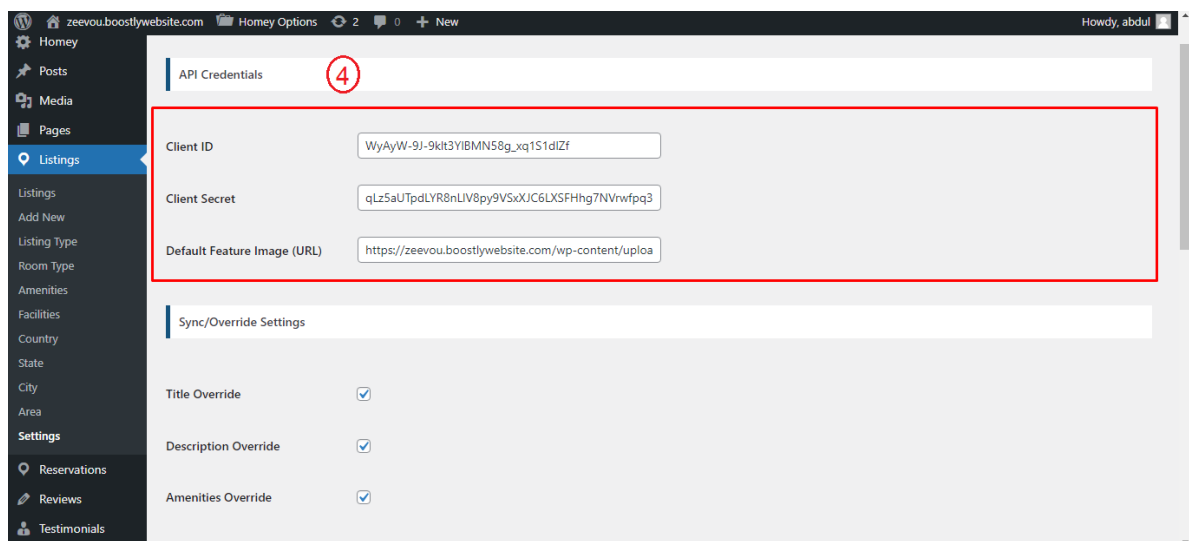 zeevou.boostlywebsite.com Homey Options 2 0 + New Howdy, abdul
Homey
Posts
Media
Pages
Listings
Listings
Add New
Listing Type
Room Type
Amenities
Facilities
Country
State
City
Area
Settings
Reservations
Reviews
Testimonials
API Credentials 4
Client ID WyAyW-9J-9klt3YlBMN58g_xq1S1dlZf
Client Secret qLz5aUTpdLYR8nLlV8py9VSxXJC6LXSFHhg7NVrwfpq3
Default Feature Image (URL) https://zeevou.boostlywebsite.com/wp-content/uploa
Sync/Override Settings
Title Override
Description Override
Amenities Override